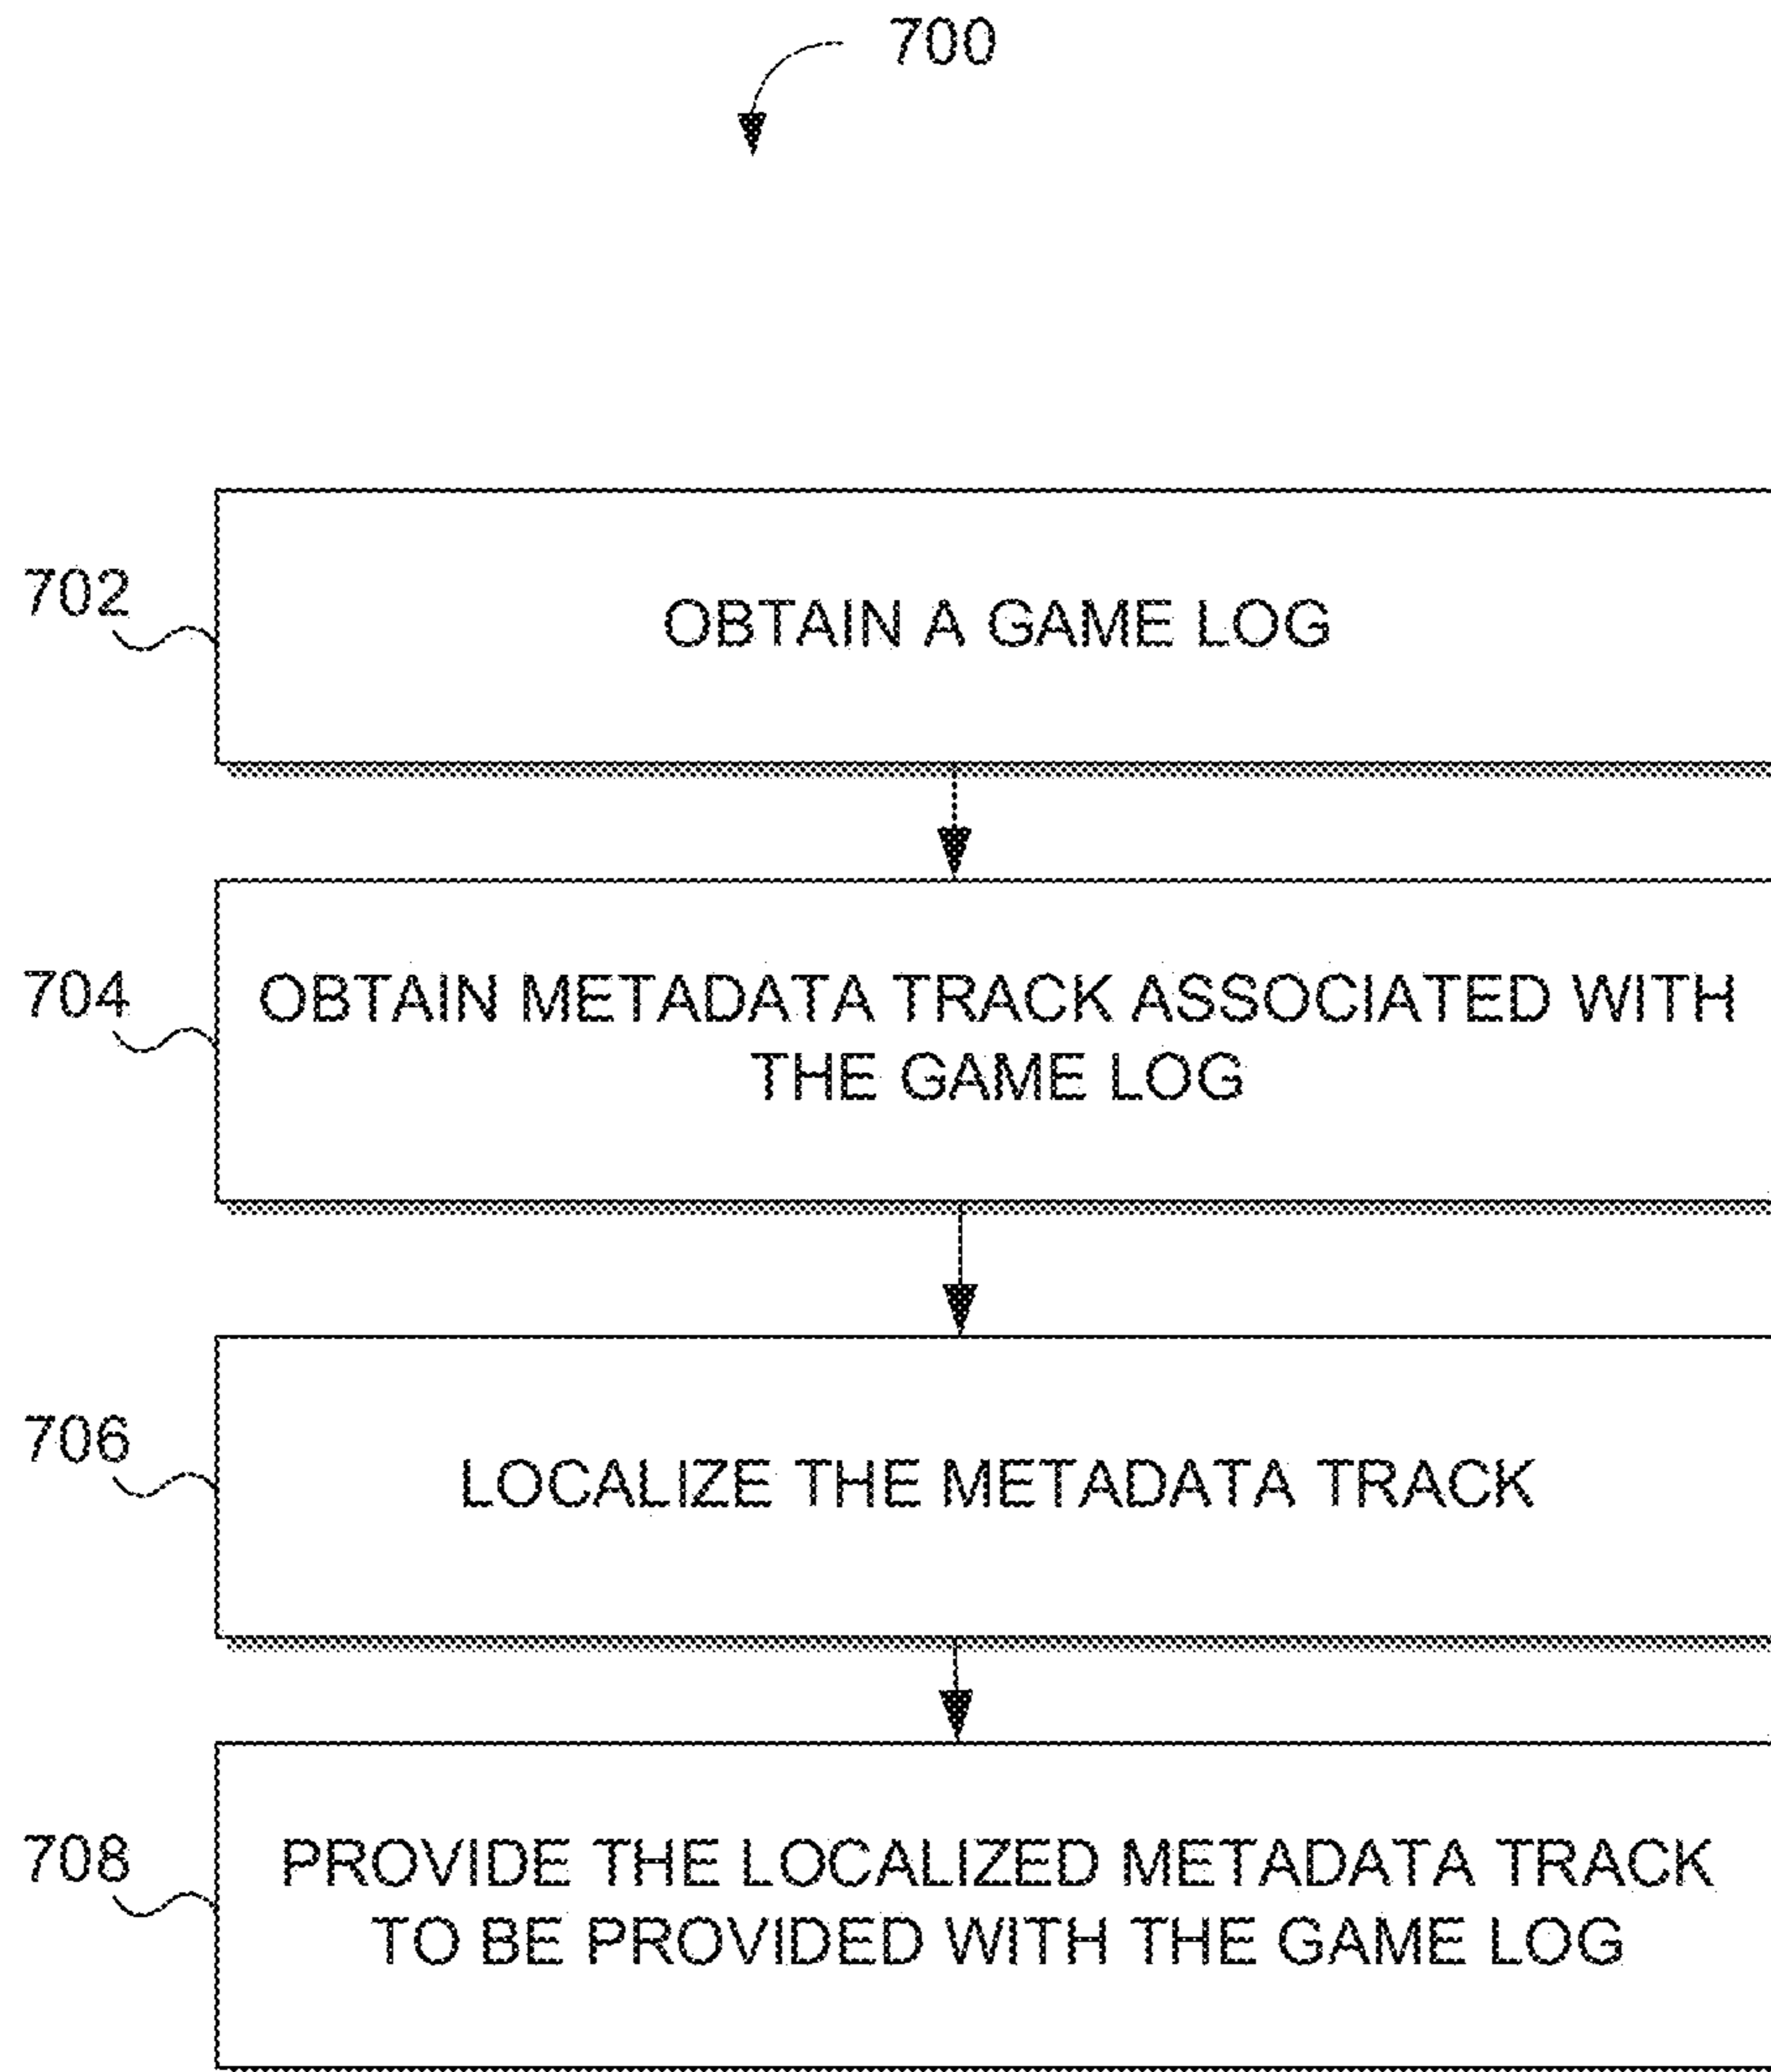 700
702
OBTAIN A GAME LOG
704
OBTAIN METADATA TRACK ASSOCIATED WITH
THE GAME LOG
706
LOCALIZE THE METADATA TRACK
708
PROVIDE THE LOCALIZED METADATA TRACK
TO BE PROVIDED WITH THE GAME LOG